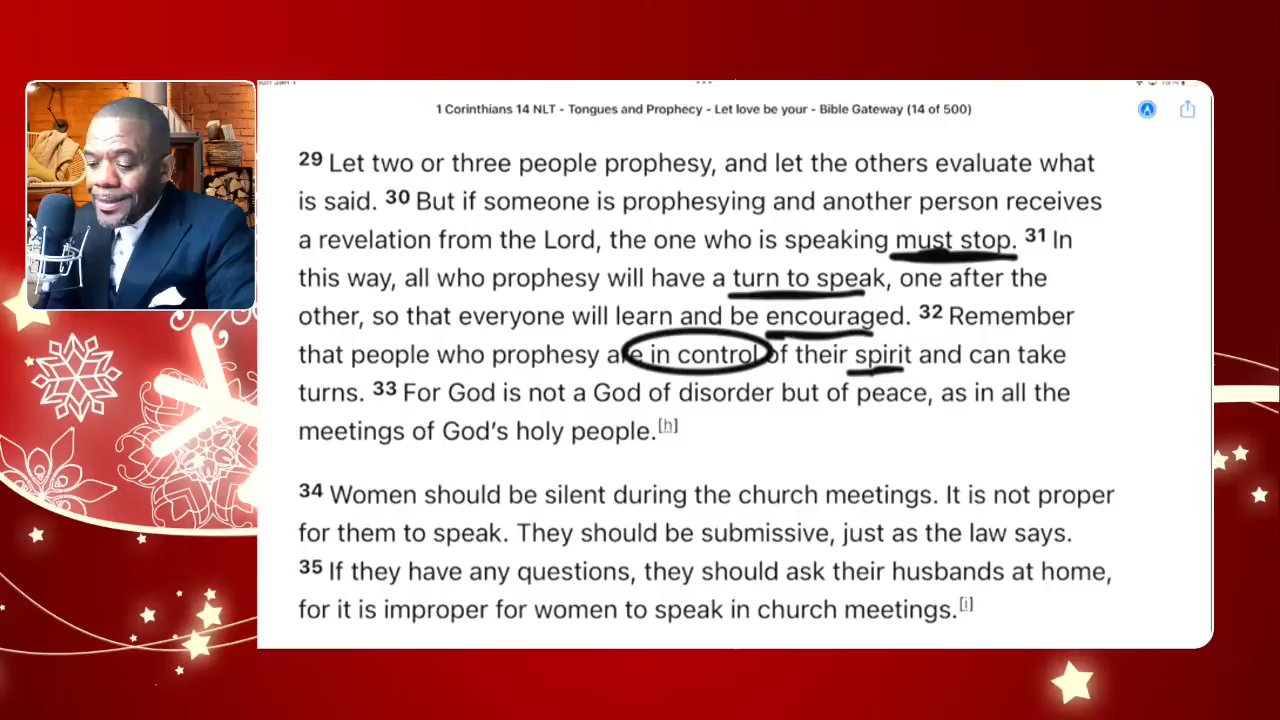 1 Corinthians 14 NLT - Tongues and Prophecy - Let love be your - Bible Gateway (14 of 500)
29 Let two or three people prophesy, and let the others evaluate what
is said. 30 But if someone is prophesying and another person receives
a revelation from the Lord, the one who is speaking must stop. 31 In
this way, all who prophesy will have a turn to speak, one after the
other, so that everyone will learn and be encouraged. 32 Remember
that people who prophesy are in control of their spirit and can take
turns. 33 For God is not a God of disorder but of peace, as in all the
meetings of God's holy people.[h]
34 Women should be silent during the church meetings. It is not proper
for them to speak. They should be submissive, just as the law says.
35 If they have any questions, they should ask their husbands at home,
for it is improper for women to speak in church meetings.[i]